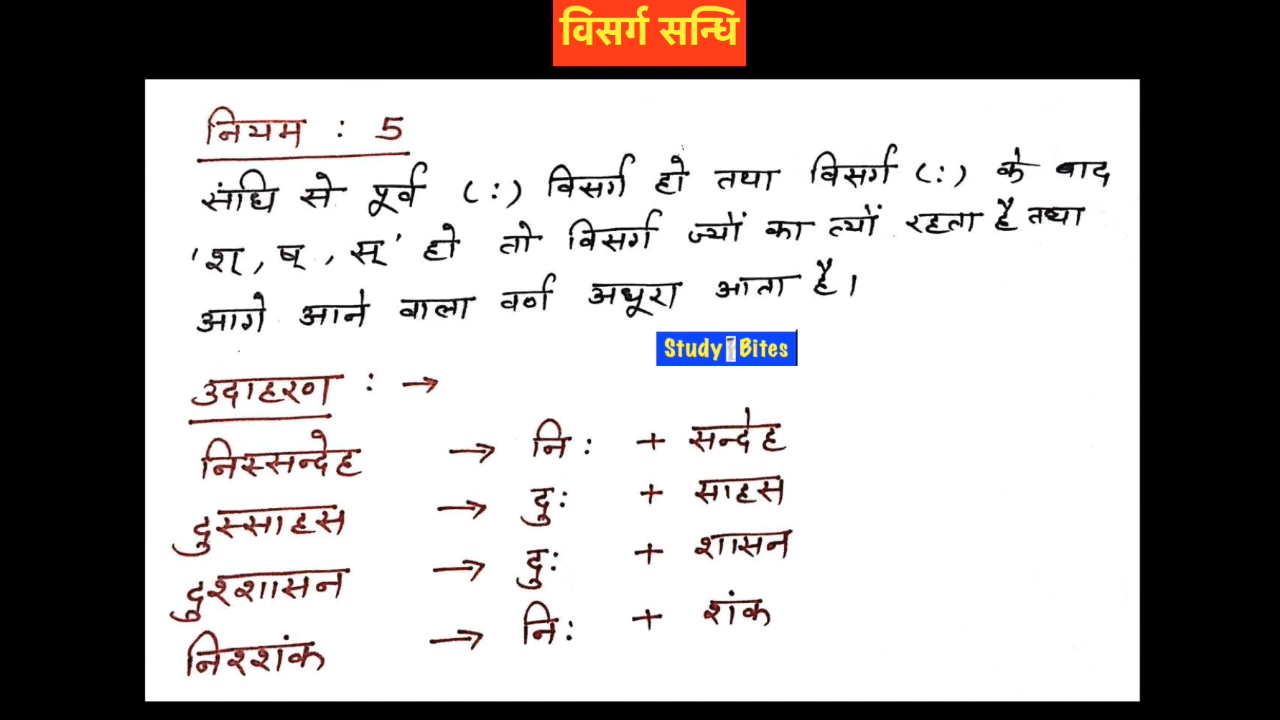 विसर्ग सन्धि
नियम : 5
संधि से पूर्व (:) विसर्ग हो तथा विसर्ग (:) के बाद
'श्, ष्, स्' हो तो विसर्ग ज्यों का त्यों रहता है तथा
आगे आने वाला वर्ण अधूरा आता है।
Study Bites
उदाहरण : →
निस्सन्देह → नि: + सन्देह
दुस्साहस → दु: + साहस
दुश्शासन → दु: + शासन
निश्शंक → नि: + शंक